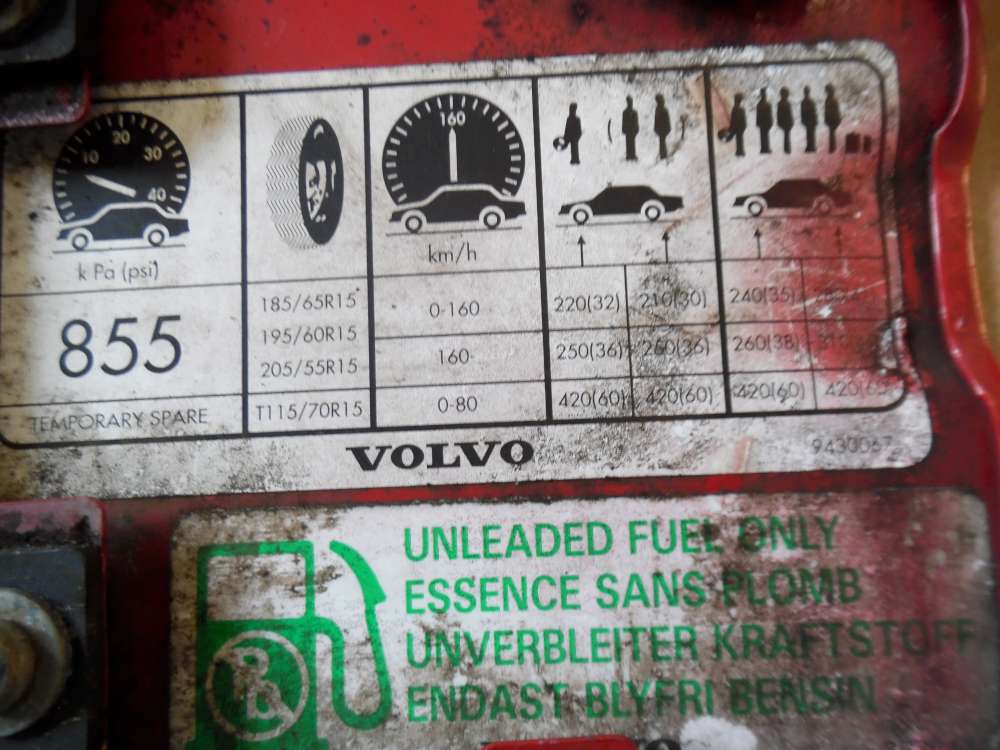 20
10 30
40
160
k Pa (psi)
km/h
855
185/65R15
195/60R15
205/55R15
0-160
220(32) 210(30) 240(35)
160-
250(36) 260(38)
TEMPORARY SPARE T115/70R15 0-80 420(60) 420(60) 420(60)
VOLVO
9430067
UNLEADED FUEL ONLY
ESSENCE SANS PLOMB
UNVERBLEITER KRAFTSTOFF
ENDAST BLYFRI BENSIN
Pb